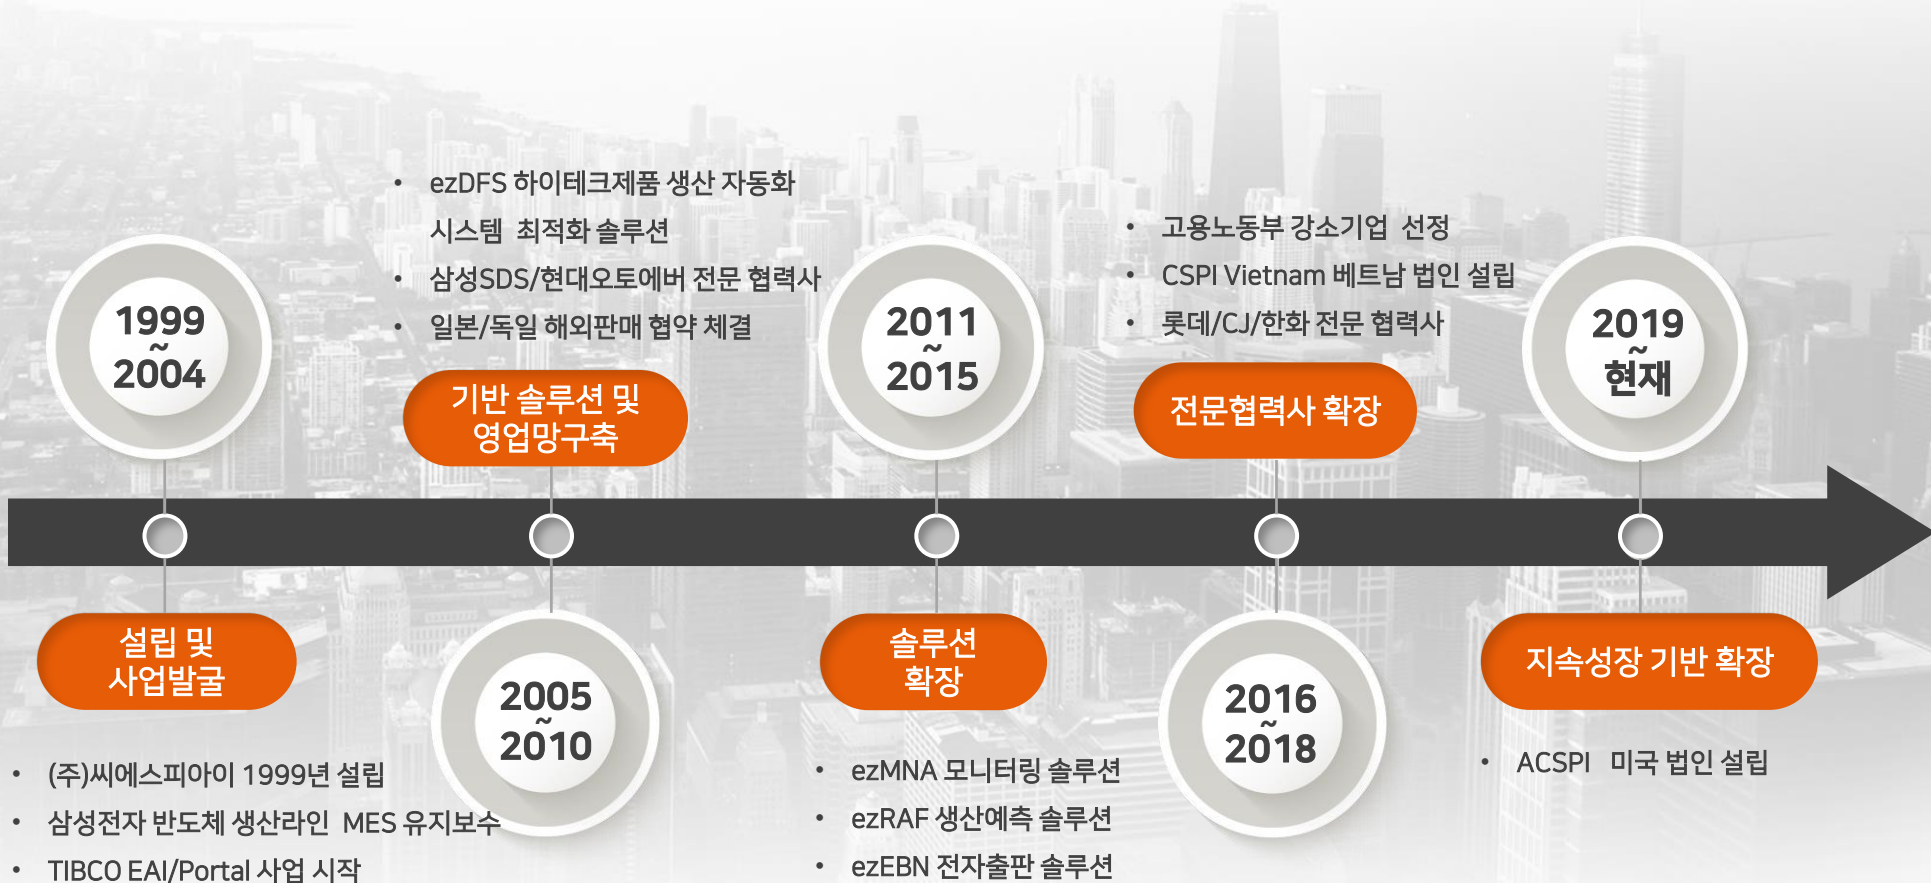 1999
~
2004
설립 및
사업발굴
• (주)씨에스피아이 1999년 설립
• 삼성전자 반도체 생산라인 MES 유지보수
• TIBCO EAI/Portal 사업 시작
• ezDFS 하이테크제품 생산 자동화
시스템 최적화 솔루션
• 삼성SDS/현대오토에버 전문 협력사
• 일본/독일 해외판매 협약 체결
기반 솔루션 및
영업망구축
2005
~
2010
2011
~
2015
솔루션
확장
• ezMNA 모니터링 솔루션
• ezRAF 생산예측 솔루션
• ezEBN 전자출판 솔루션
• 고용노동부 강소기업 선정
• CSPI Vietnam 베트남 법인 설립
• 롯데/CJ/한화 전문 협력사
전문협력사 확장
2016
~
2018
2019
~
현재
지속성장 기반 확장
• ACSPI 미국 법인 설립